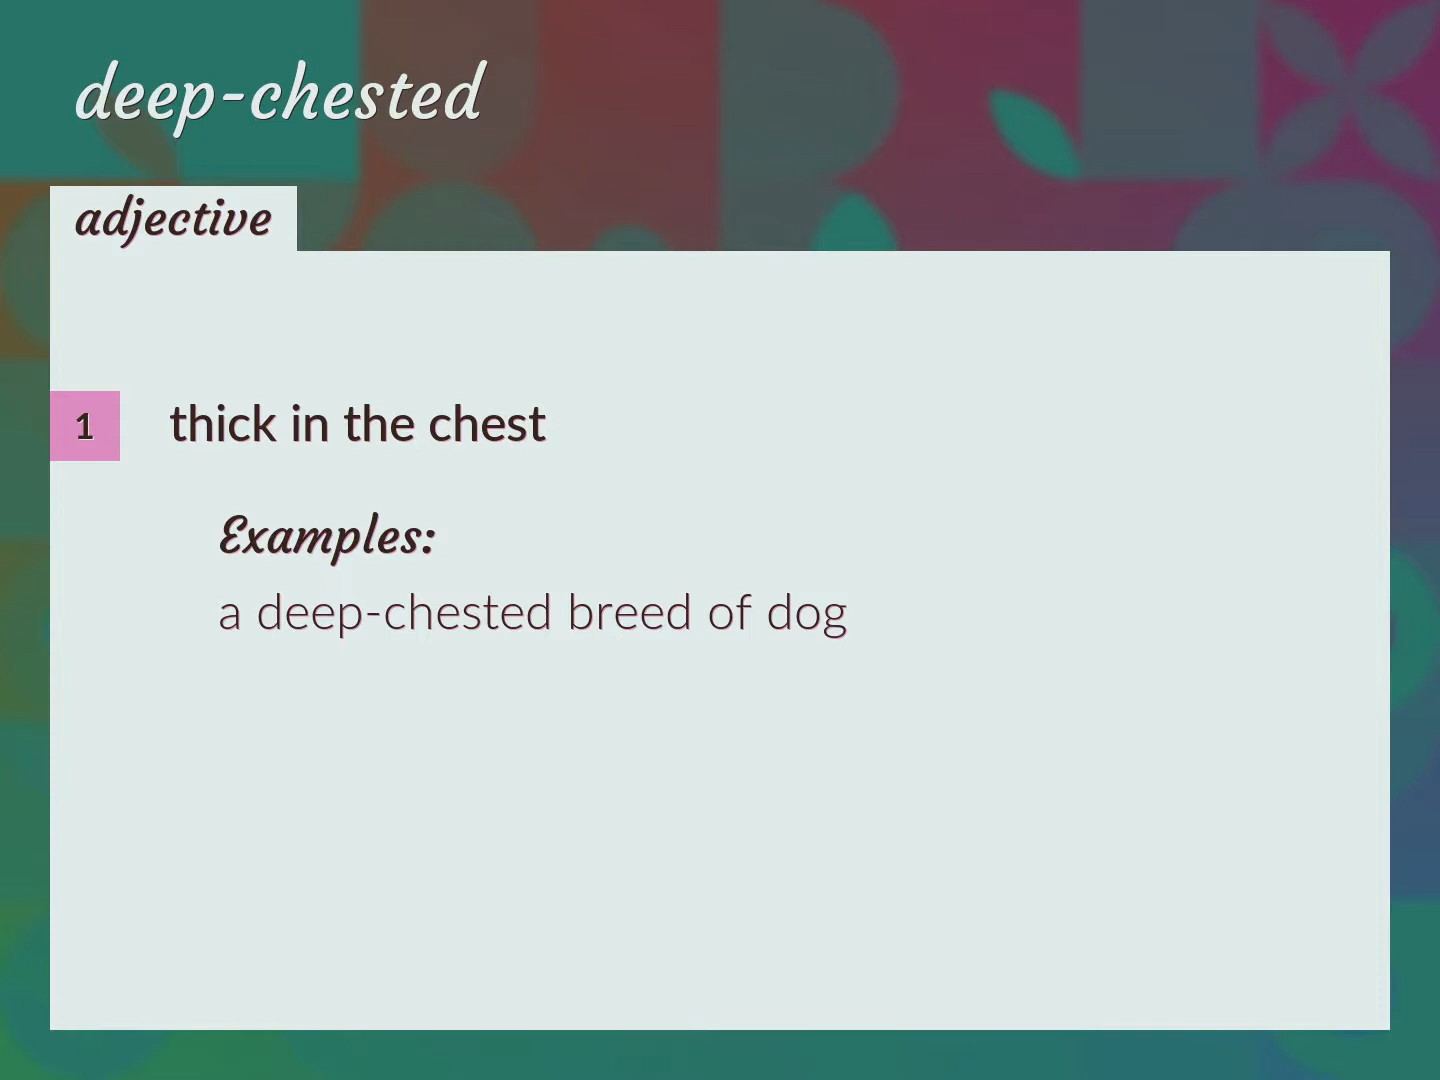 deep-chested
adjective
1 thick in the chest
Examples:
a deep-chested breed of dog